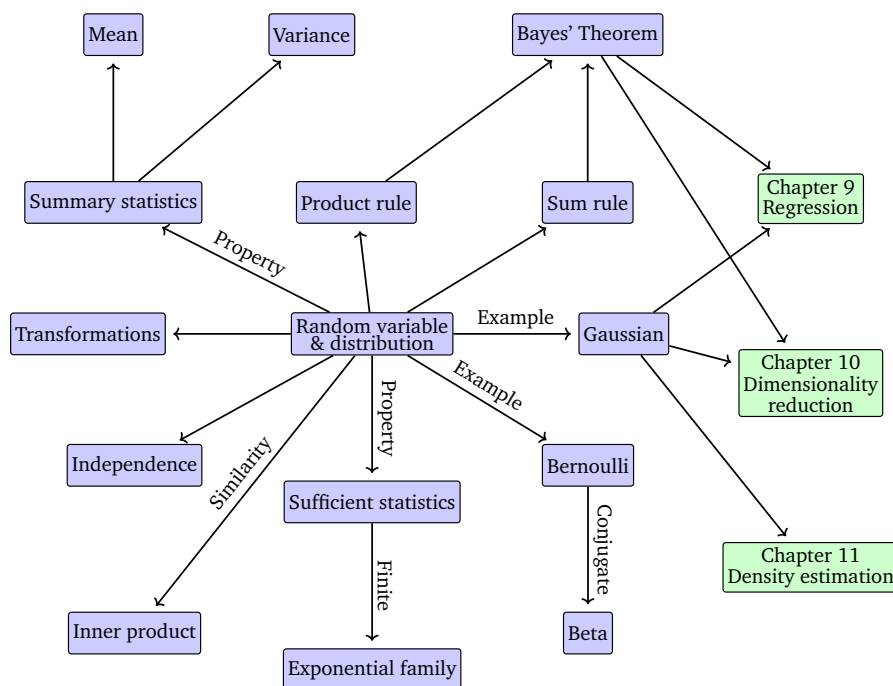 Mean
Variance
Bayes’ Theorem
Summary statistics
Product rule
Sum rule
Chapter 9
Regression
Property
Transformations
Random variable
& distribution
Example
Gaussian
Chapter 10
Dimensionality
reduction
Property
Example
Similarity
Independence
Bernoulli
Sufficient statistics
Conjugate
Chapter 11
Density estimation
Finite
Inner product
Beta
Exponential family